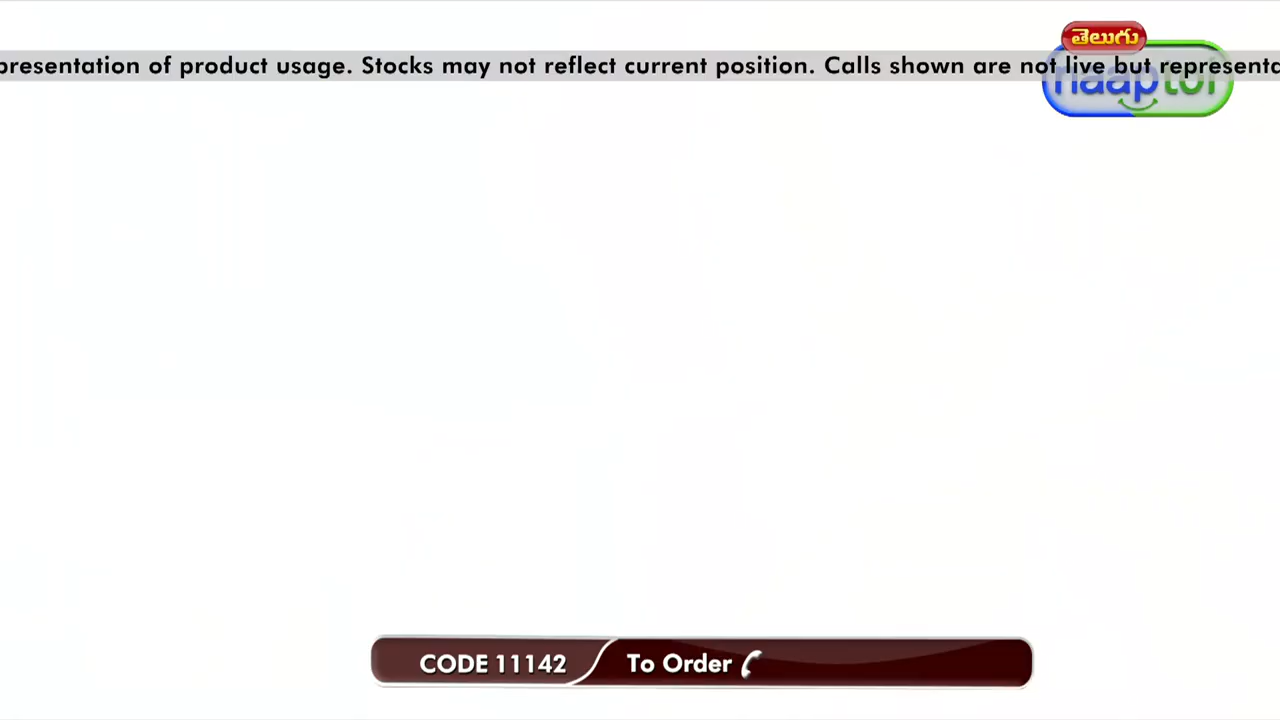 తెలుగు
presentation of product usage. Stocks may not reflect current position. Calls shown are not live but representa
naaptol
CODE 11142 To Order